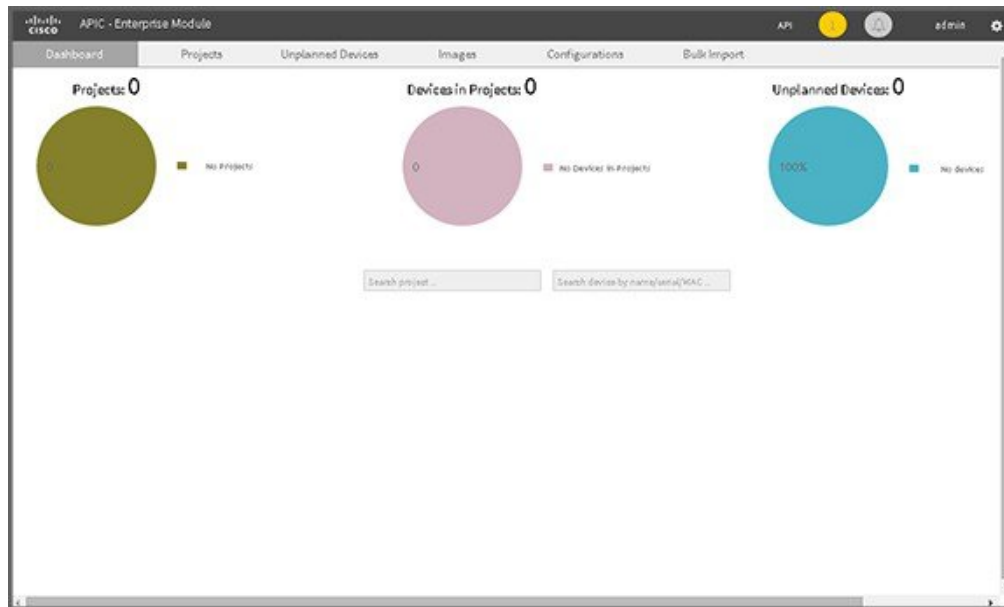 CISCO APIC - Enterprise Module API 1 admin
Dashboard Projects Unplanned Devices Images Configurations Bulk Import
Projects: 0 Devices in Projects: 0 Unplanned Devices: 0
0 No Projects 0 No Devices In Projects 100% No devices
Search project ... Search device by name/serial/MAC ...